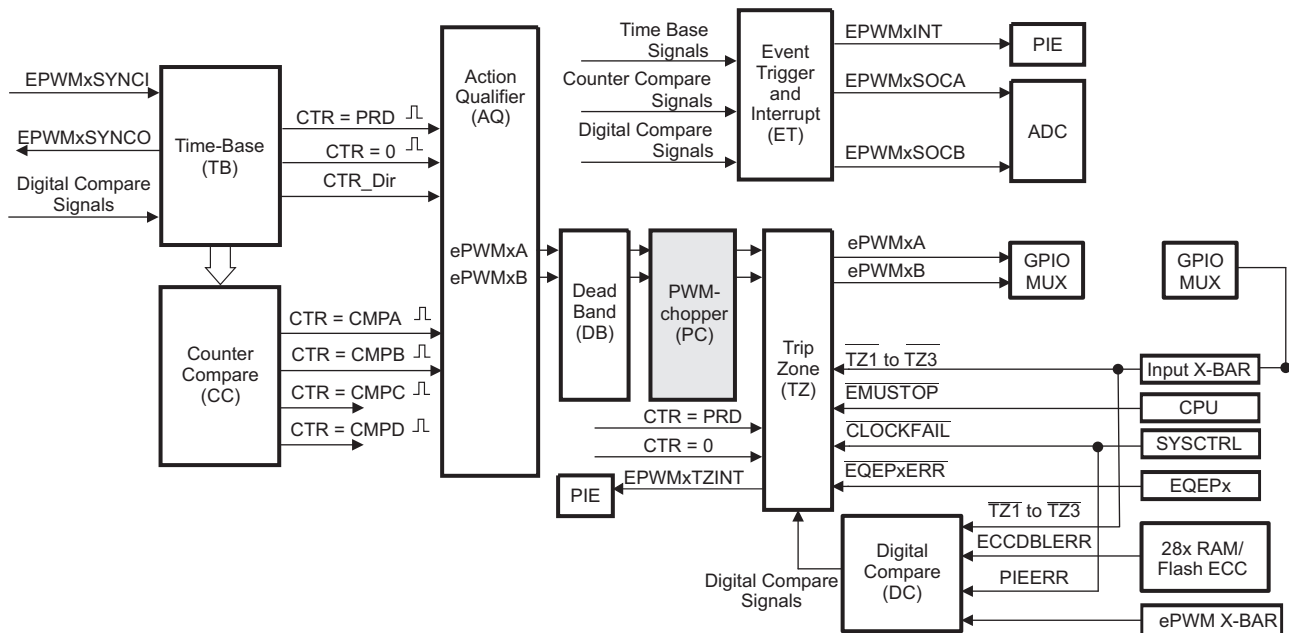 EPWMxSYNCI
EPWMxSYNCO
Digital Compare
Signals
Time-Base
(TB)
CTR = PRD
CTR = 0
CTR_Dir
Counter
Compare
(CC)
CTR = CMPA
CTR = CMPB
CTR = CMPC
CTR = CMPD
Action
Qualifier
(AQ)
ePWMxA
ePWMxB
Time Base
Signals
Counter Compare
Signals
Digital Compare
Signals
Event
Trigger
and
Interrupt
(ET)
EPWMxINT
EPWMxSOCA
EPWMxSOCB
PIE
ADC
Dead
Band
(DB)
PWM-
chopper
(PC)
Trip
Zone
(TZ)
ePWMxA
ePWMxB
GPIO
MUX
GPIO
MUX
TZ1 to TZ3
EMUSTOP
CLOCKFAIL
EQEPxERR
Input X-BAR
CPU
SYSCTRL
EQEPx
CTR = PRD
CTR = 0
EPWMxTZINT
PIE
Digital Compare
Signals
Digital
Compare
(DC)
TZ1 to TZ3
ECCDBLERR
PIEERR
28x RAM/
Flash ECC
ePWM X-BAR